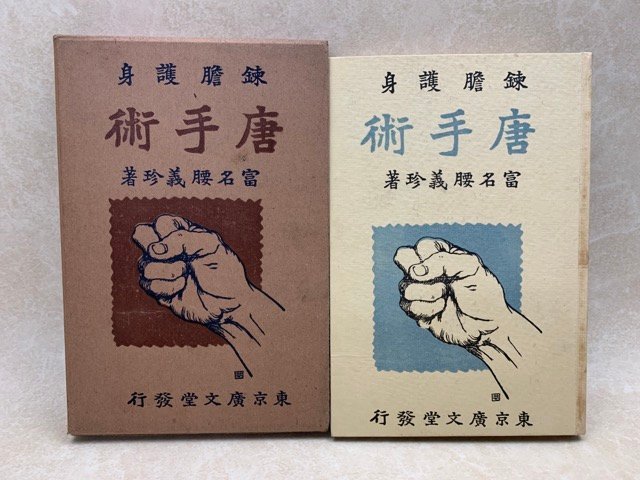 鍊膽護身
唐手術
富名腰義珍著
東京廣文堂發行
鍊膽護身
唐手術
富名腰義珍著
東京廣文堂發行